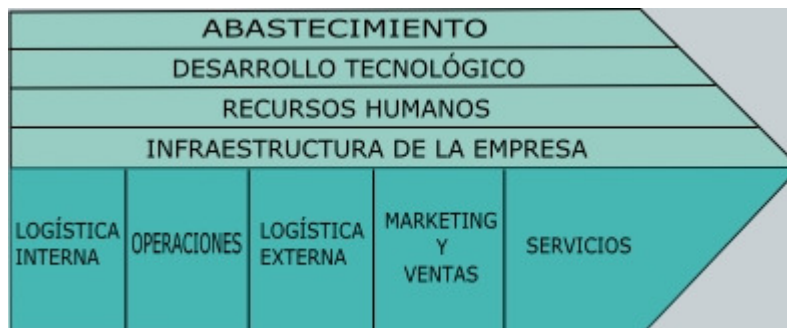 ABASTECIMIENTO
DESARROLLO TECNOLÓGICO
RECURSOS HUMANOS
INFRAESTRUCTURA DE LA EMPRESA
LOGÍSTICA
INTERNA
OPERACIONES
LOGÍSTICA
EXTERNA
MARKETING
Y
VENTAS
SERVICIOS